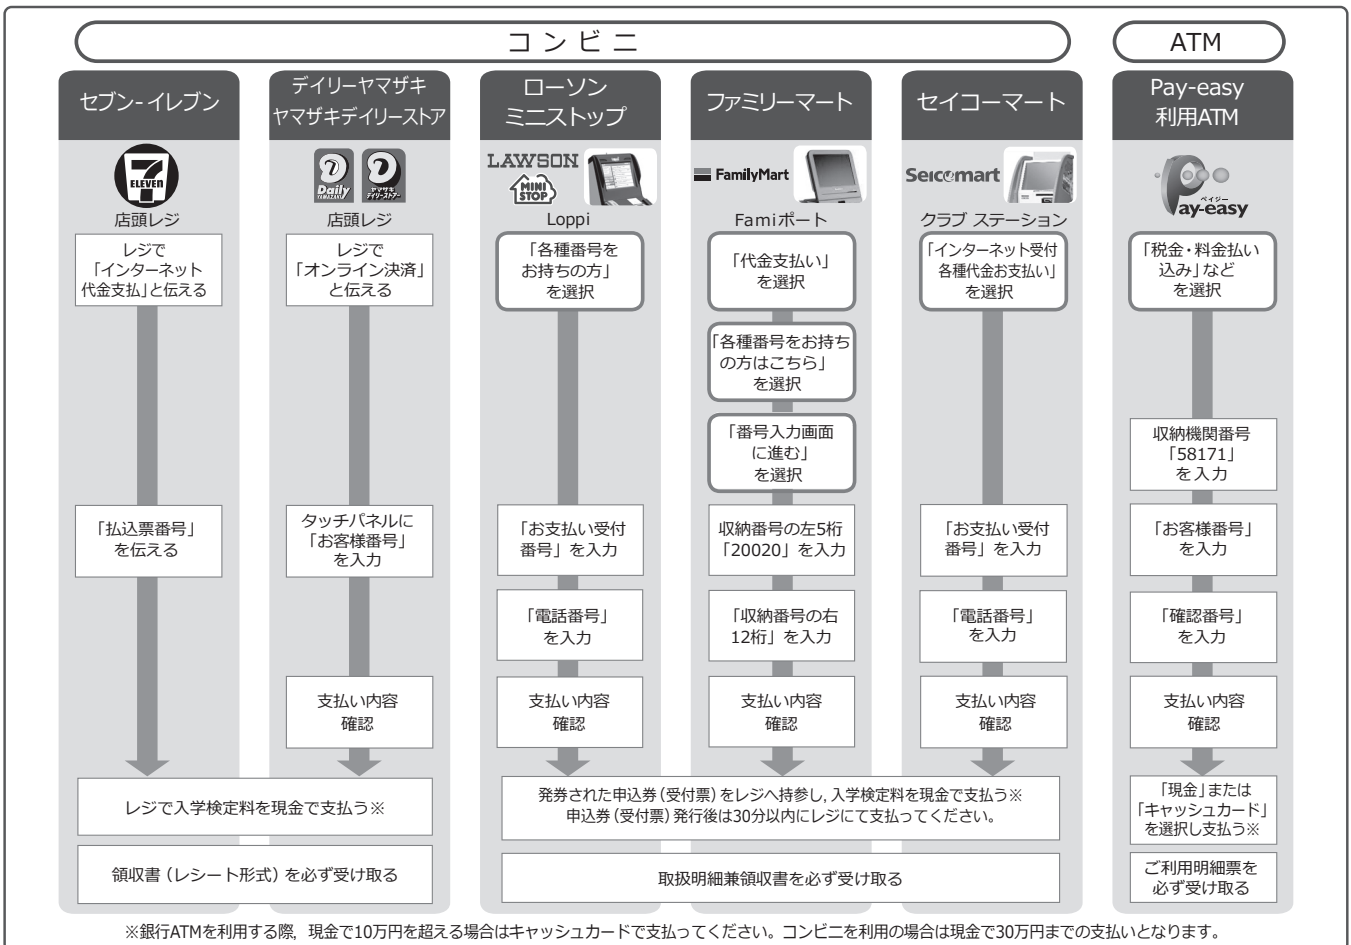 コンビニ
ATM
セブン-イレブン
デイリーヤマザキ
ヤマザキデイリーストア
ローソン
ミニストップ
ファミリーマート
セイコーマート
Pay-easy
利用ATM
7
ELEVEN
店頭レジ
レジで
「インターネット
代金支払」と伝える
「払込票番号」
を伝える
Daily
YAMAZAKI
ヤマザキ
デイリーストアー
店頭レジ
レジで
「オンライン決済」
と伝える
タッチパネルに
「お客様番号」
を入力
支払い内容
確認
レジで入学検定料を現金で支払う※
領収書（レシート形式）を必ず受け取る
LAWSON
MINI
STOP
Loppi
「各種番号を
お持ちの方」
を選択
「お支払い受付
番号」を入力
「電話番号」
を入力
支払い内容
確認
FamilyMart
Famiポート
「代金支払い」
を選択
「各種番号をお持ち
の方はこちら」
を選択
「番号入力画面
に進む」
を選択
収納番号の左5桁
「20020」を入力
「収納番号の右
12桁」を入力
支払い内容
確認
Seicomart
クラブ ステーション
「インターネット受付
各種代金お支払い」
を選択
「お支払い受付
番号」を入力
「電話番号」
を入力
支払い内容
確認
発券された申込券（受付票）をレジへ持参し，入学検定料を現金で支払う※
申込券（受付票）発行後は30分以内にレジにて支払ってください。
取扱明細兼領収書を必ず受け取る
ペイジー
Pay-easy
「税金・料金払い
込み」など
を選択
収納機関番号
「58171」
を入力
「お客様番号」
を入力
「確認番号」
を入力
支払い内容
確認
「現金」または
「キャッシュカード」
を選択し支払う※
ご利用明細票を
必ず受け取る
※銀行ATMを利用する際，現金で10万円を超える場合はキャッシュカードで支払ってください。コンビニを利用の場合は現金で30万円までの支払いとなります。